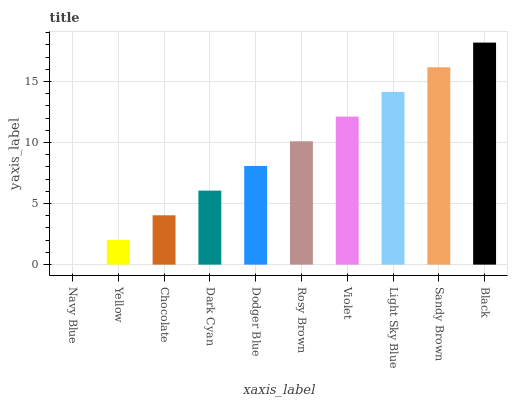 title
yaxis_label
15
10
5
0
Navy Blue
Yellow
Chocolate
Dark Cyan
Dodger Blue
Rosy Brown
Violet
Light Sky Blue
Sandy Brown
Black
xaxis_label